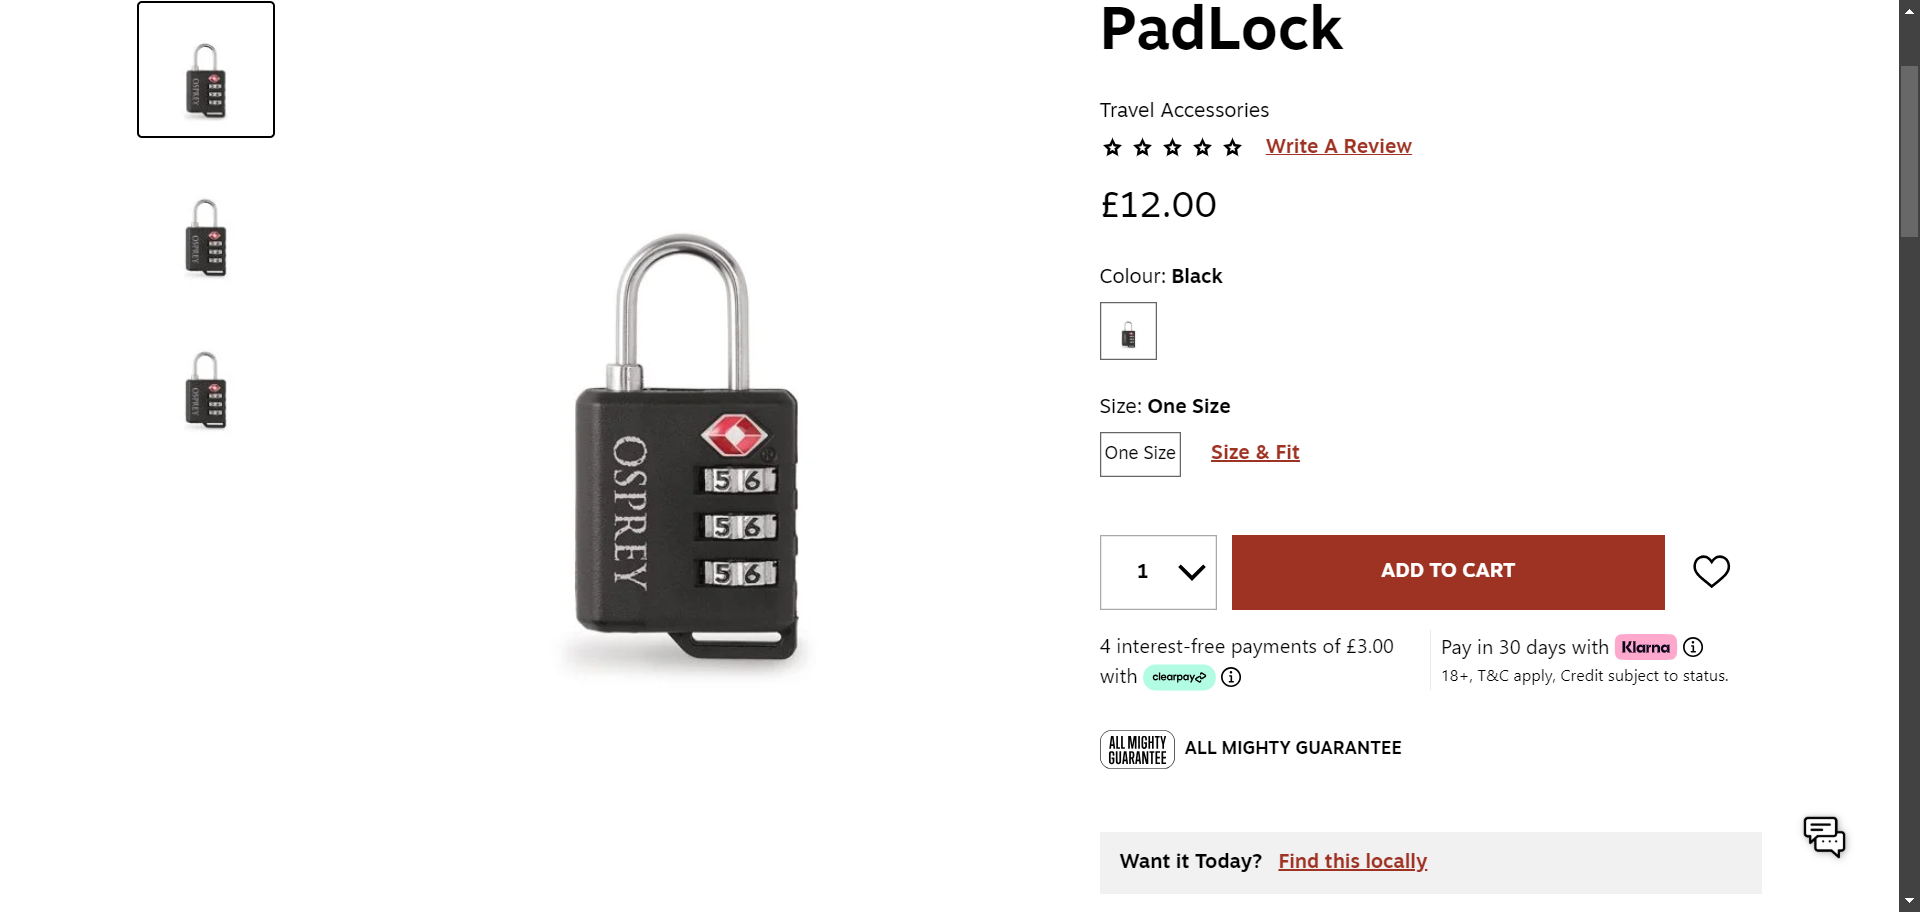 PadLock
Travel Accessories
Write A Review
£12.00
Colour: Black
Size: One Size
One Size
Size & Fit
1
ADD TO CART
4 interest-free payments of £3.00
with clearpay
Pay in 30 days with Klarna
18+, T&C apply, Credit subject to status.
ALL MIGHTY
GUARANTEE
ALL MIGHTY GUARANTEE
Want it Today? Find this locally
OSPREY
5 6
5 6
5 6
OSPREY
OSPREY
OSPREY